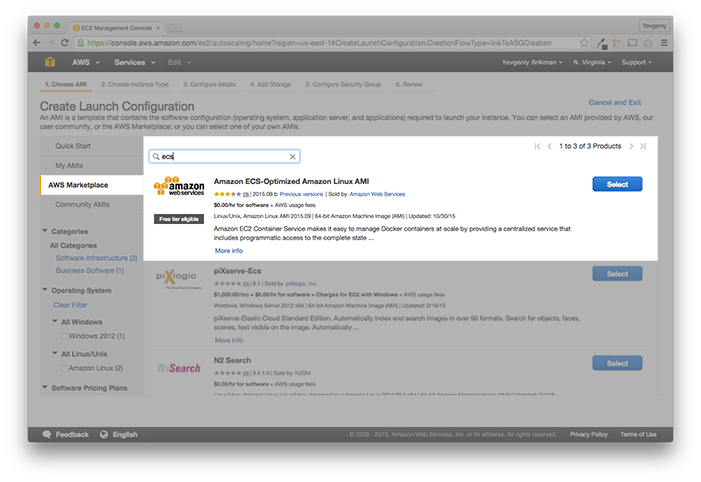 EC2 Management Console
Yevgeniy
https://console.aws.amazon.com/ec2/autoscaling/home?region=us-east-1#CreateLaunchConfiguration:CreationFlowType=linkToASGCreation
AWS Services Edit Yevgeniy Brikman N. Virginia Support
1. Choose AMI 2. Choose Instance Type 3. Configure details 4. Add Storage 5. Configure Security Group 6. Review
Create Launch Configuration
Cancel and Exit
An AMI is a template that contains the software configuration (operating system, application server, and applications) required to launch your instance. You can select an AMI provided by AWS, our
user community, or the AWS Marketplace; or you can select one of your own AMIs.
Quick Start
My AMIs
AWS Marketplace
Community AMIs
Categories
All Categories
Software Infrastructure (3)
Business Software (1)
Operating System
Clear Filter
All Windows
Windows 2012 (1)
All Linux/Unix
Amazon Linux (2)
Software Pricing Plans
ecs
1 to 3 of 3 Products
amazon
web services
Free tier eligible
Amazon ECS-Optimized Amazon Linux AMI
Select
(3) | 2015.09.b Previous versions | Sold by Amazon Web Services
$0.00/hr for software + AWS usage fees
Linux/Unix, Amazon Linux AMI 2015.09 | 64-bit Amazon Machine Image (AMI) | Updated: 10/30/15
Amazon EC2 Container Service makes it easy to manage Docker containers at scale by providing a centralized service that
includes programmatic access to the complete state ...
More info
piXlogic
piXserve-Ecs
Select
(0) | 8.1 | Sold by piXlogic, Inc.
$1,000.00/mo + $6.00/hr for software + Charges for EC2 with Windows + AWS usage fees
Windows, Windows Server 2012 x64 | 64-bit Amazon Machine Image (AMI) | Updated: 2/16/15
piXserve-Elastic Cloud Standard Edition. Automatically index and search images in over 90 formats. Search for objects, faces,
scenes, text visible on the image. Automatically ...
More info
N2Search
N2 Search
Select
(0) | 9.4.1.0 | Sold by N2SM
$0.00/hr for software + AWS usage fees
Feedback English
© 2008 - 2015, Amazon Web Services, Inc. or its affiliates. All rights reserved. Privacy Policy Terms of Use